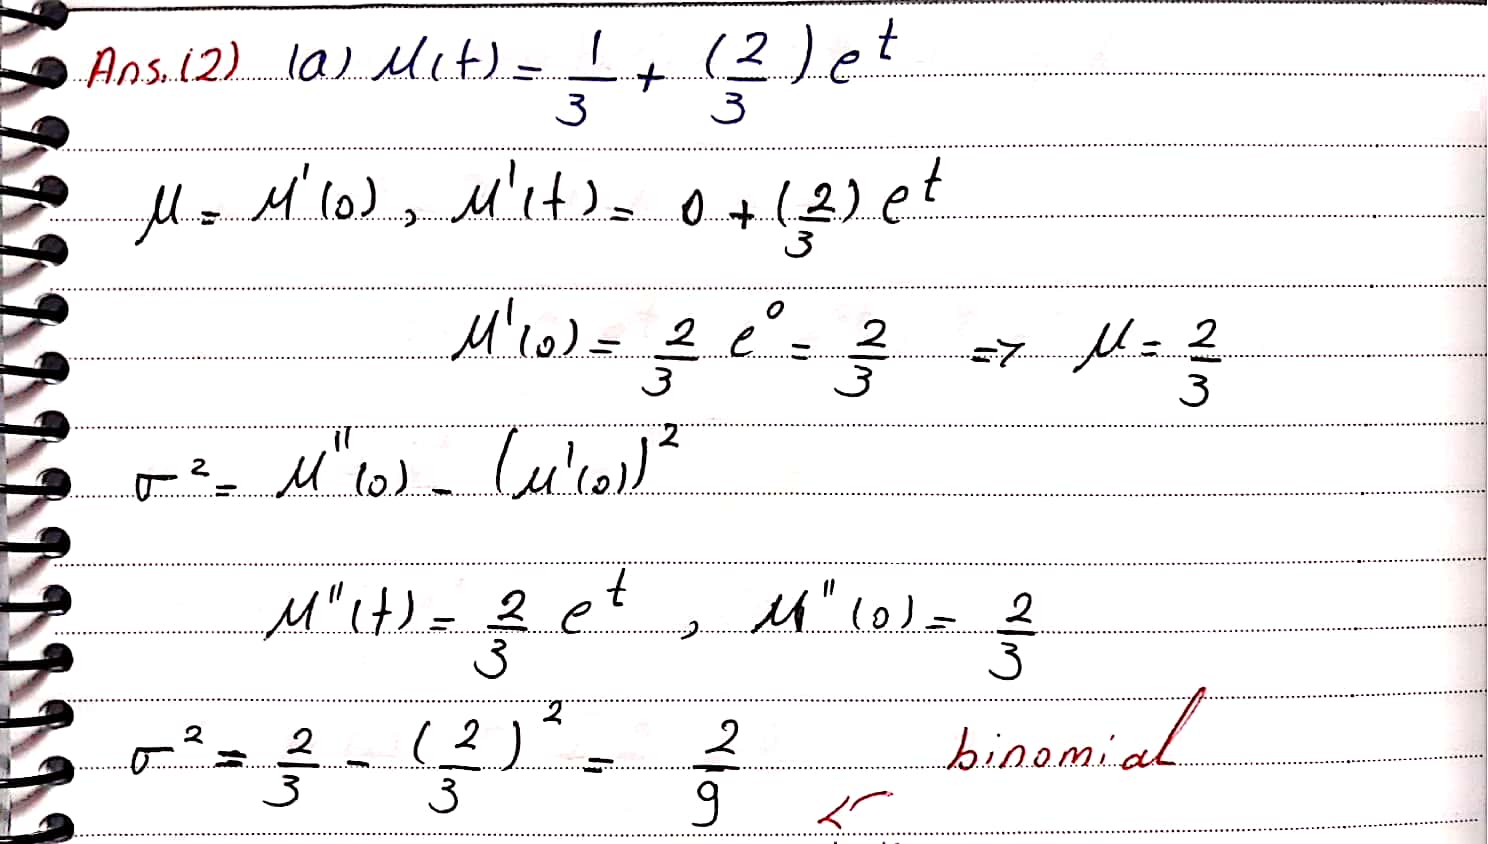 Ans.(2) (a) M(t) = 1/3 + (2/3) e^t
μ = M'(0) , M'(t) = 0 + (2/3) e^t
M'(0) = 2/3 e^0 = 2/3 => μ = 2/3
σ² = M''(0) - (M'(0))²
M''(t) = 2/3 e^t , M''(0) = 2/3
σ² = 2/3 - (2/3)² = 2/9 binomial